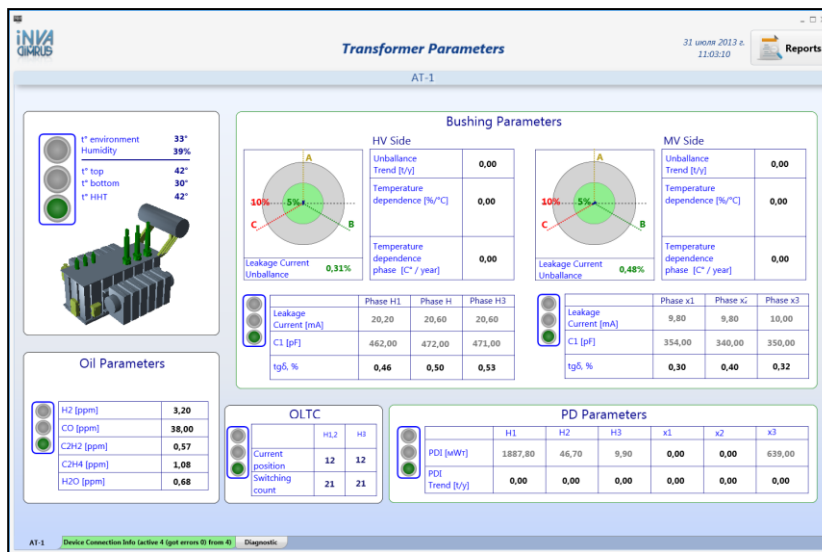 iNVA
DIMRUS
Transformer Parameters
31 июля 2013 г.
11:03:10
Reports
AT-1
t° environment 33°
Humidity 39%
t° top 42°
t° bottom 30°
t° HHT 42°
Bushing Parameters
HV Side
A
10% 5%
C B
Leakage Current
Unballance 0,31%
Unballance
Trend [t/y] 0,00
Temperature
dependence [%/°C] 0,00
Temperature
dependence
phase [C° / year] 0,00
Phase H1 Phase H Phase H3
Leakage
Current [mA] 20,20 20,60 20,60
C1 [pF] 462,00 472,00 471,00
tgδ, % 0,46 0,50 0,53
MV Side
A
10% 5%
C B
Leakage Current
Unballance 0,48%
Unballance
Trend [t/y] 0,00
Temperature
dependence [%/°C] 0,00
Temperature
dependence
phase [C° / year] 0,00
Phase x1 Phase x2 Phase x3
Leakage
Current [mA] 9,80 9,80 10,00
C1 [pF] 354,00 340,00 350,00
tgδ, % 0,30 0,40 0,32
Oil Parameters
H2 [ppm] 3,20
CO [ppm] 38,00
C2H2 [ppm] 0,57
C2H4 [ppm] 1,08
H2O [ppm] 0,68
OLTC
H1,2 H3
Current
position 12 12
Switching
count 21 21
PD Parameters
H1 H2 H3 x1 x2 x3
PDI [мWт] 1887,80 46,70 9,90 0,00 0,00 639,00
PDI
Trend [t/y] 0,00 0,00 0,00 0,00 0,00 0,00
AT-1 Device Connection Info (active 4 (got errors 0) from 4) Diagnostic